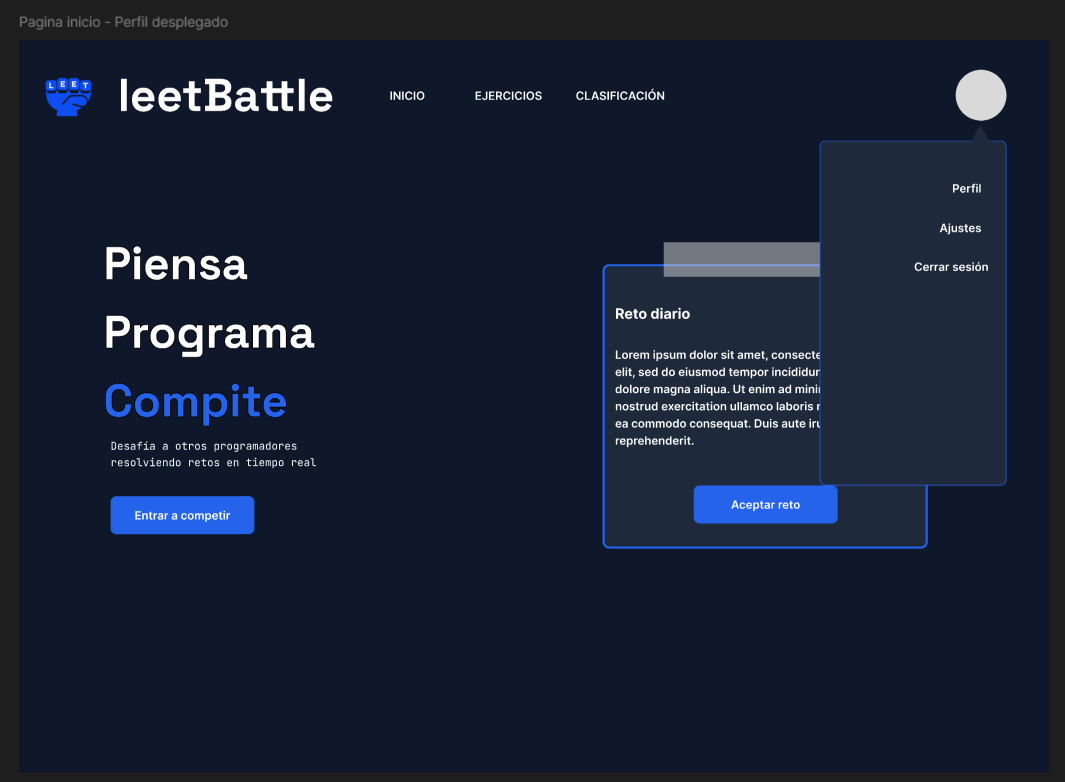 Pagina inicio - Perfil desplegado
LEET
leetBattle
INICIO
EJERCICIOS
CLASIFICACIÓN
Perfil
Ajustes
Cerrar sesión
Piensa
Programa
Compite
Desafía a otros programadores
resolviendo retos en tiempo real
Entrar a competir
Reto diario
Lorem ipsum dolor sit amet, consecte
elit, sed do eiusmod tempor incididur
dolore magna aliqua. Ut enim ad mini
nostrud exercitation ullamco laboris
ea commodo consequat. Duis aute iru
reprehenderit.
Aceptar reto